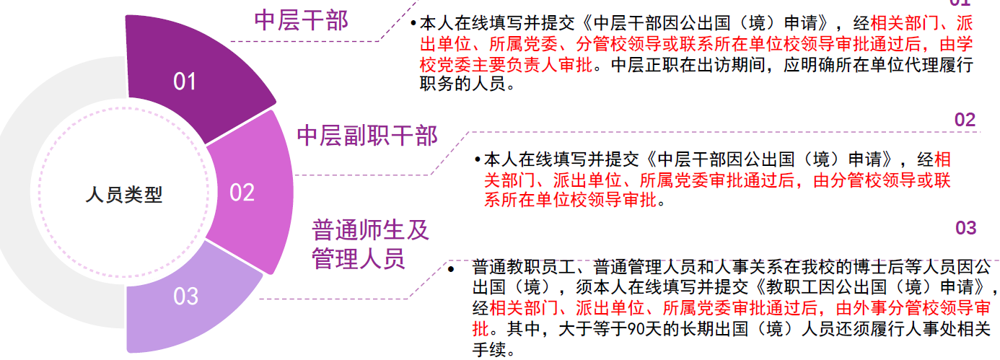 01
中层干部
•本人在线填写并提交《中层干部因公出国（境）申请》，经相关部门、派
出单位、所属党委、分管校领导或联系所在单位校领导审批通过后，由学
校党委主要负责人审批。中层正职在出访期间，应明确所在单位代理履行
职务的人员。
01
02
中层副职干部
•本人在线填写并提交《中层干部因公出国（境）申请》，经相
关部门、派出单位、所属党委审批通过后，由分管校领导或联
系所在单位校领导审批。
02
人员类型
03
普通师生及
管理人员
• 普通教职员工、普通管理人员和人事关系在我校的博士后等人员因公
出国（境），须本人在线填写并提交《教职工因公出国（境）申请》，
经相关部门、派出单位、所属党委审批通过后，由外事分管校领导审
批。其中，大于等于90天的长期出国（境）人员还须履行人事处相关
手续。
03